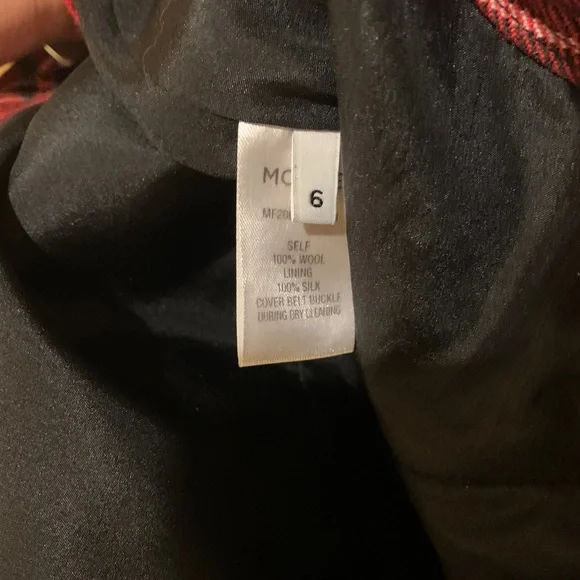 MO
6
MF20
SELF
100% WOOL
LINING
100% SILK
COVER BELT BUCKLE
DURING DRY CLEANING